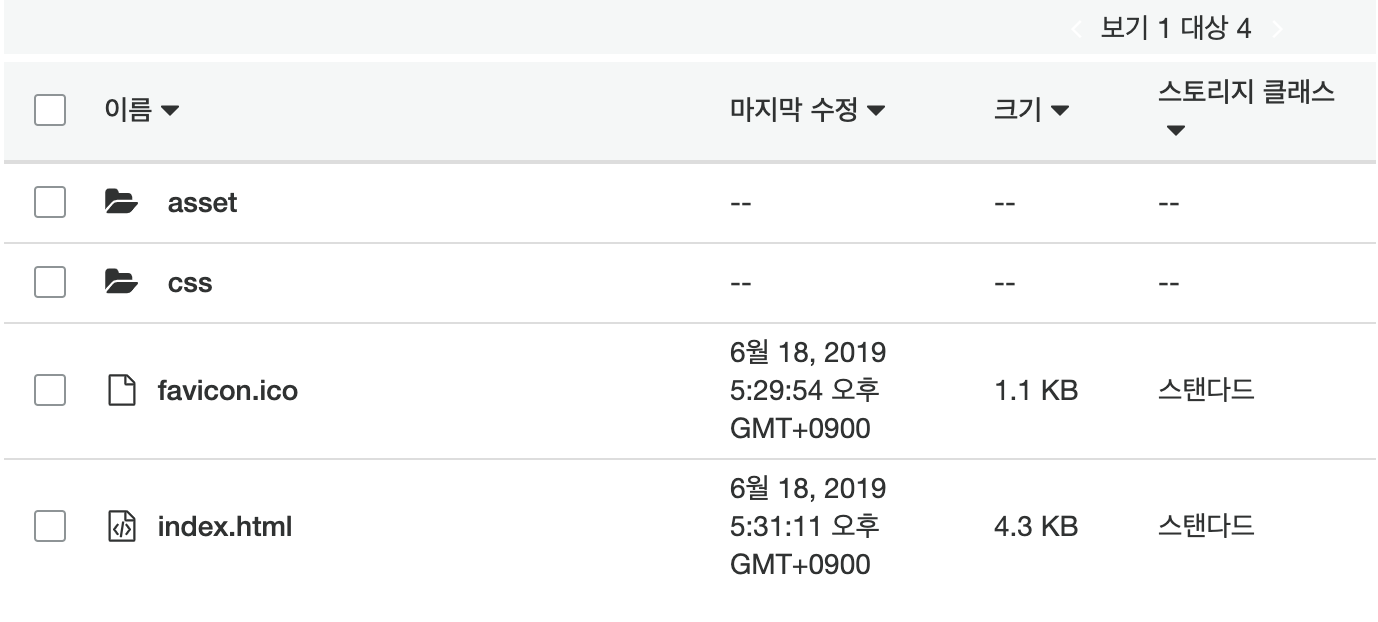 보기 1 대상 4
이름 마지막 수정 크기 스토리지 클래스
asset -- -- --
css -- -- --
favicon.ico 6월 18, 2019 5:29:54 오후 GMT+0900 1.1 KB 스탠다드
index.html 6월 18, 2019 5:31:11 오후 GMT+0900 4.3 KB 스탠다드